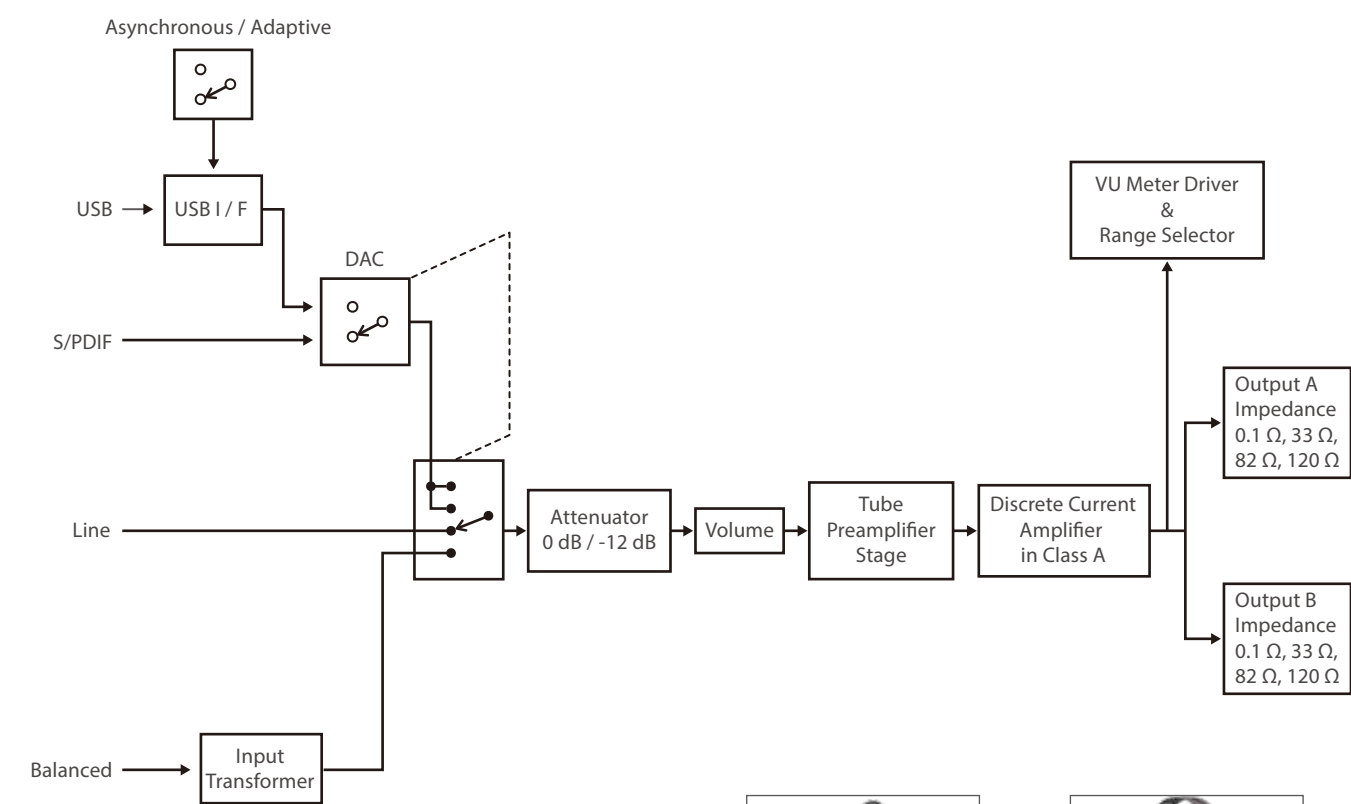 Asynchronous / Adaptive
USB
USB I / F
DAC
S/PDIF
VU Meter Driver
&
Range Selector
Output A
Impedance
0.1 Ω, 33 Ω,
82 Ω, 120 Ω
Line
Attenuator
0 dB / -12 dB
Volume
Tube
Preamplifier
Stage
Discrete Current
Amplifier
in Class A
Output B
Impedance
0.1 Ω, 33 Ω,
82 Ω, 120 Ω
Balanced
Input
Transformer